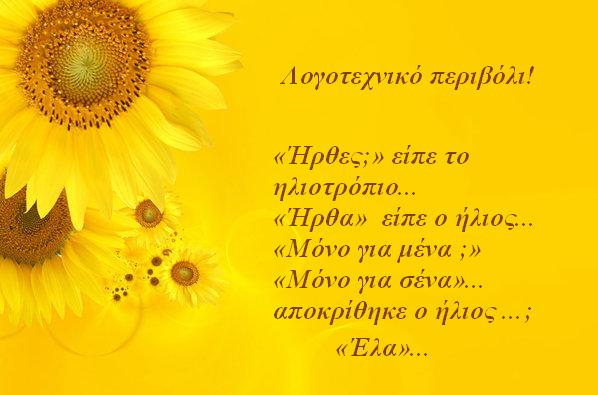 Λογοτεχνικό περιβόλι!
«Ήρθες;» είπε το
ηλιοτρόπιο...
«Ήρθα»  είπε ο ήλιος...
«Μόνο για μένα ;»
«Μόνο για σένα»...
αποκρίθηκε ο ήλιος ...;
«Έλα»...